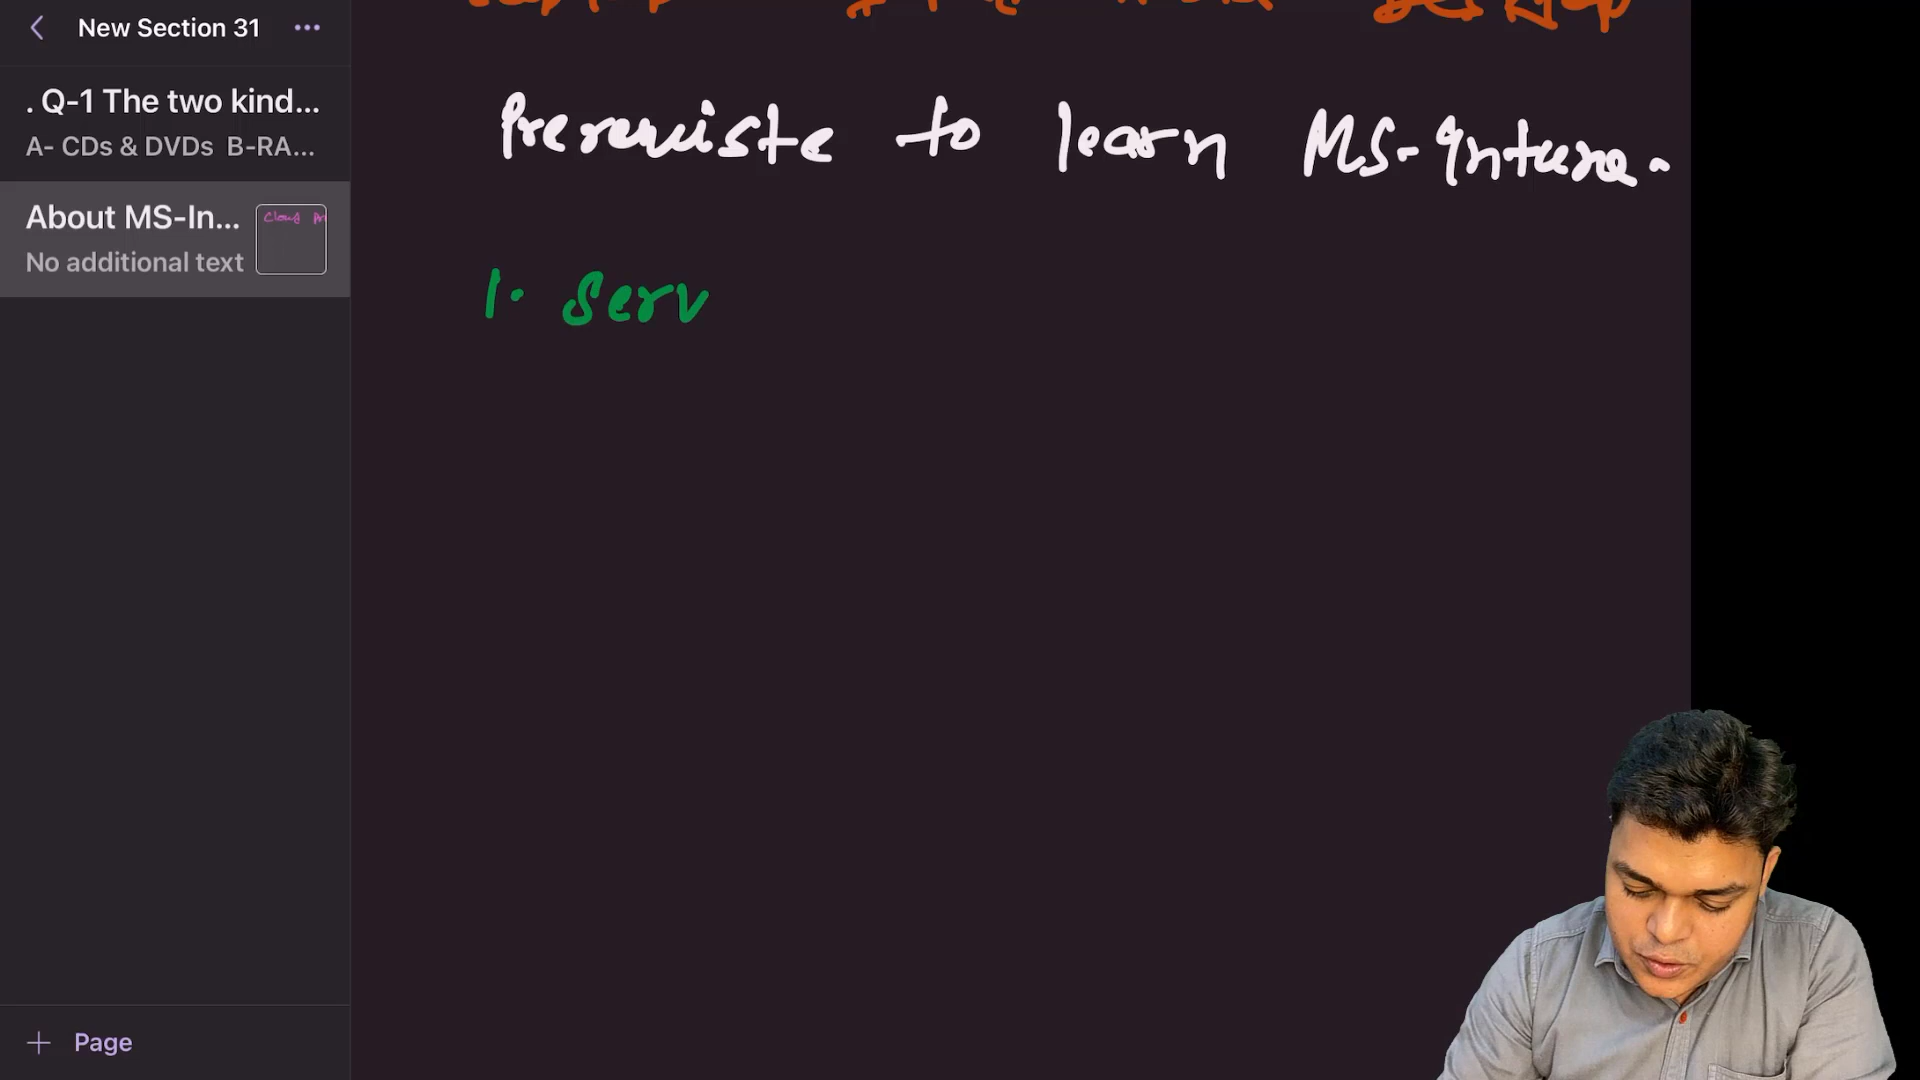 New Section 31 •••
. Q-1 The two kind...
A- CDs & DVDs B-RA...
About MS-In...
No additional text
Prerequiste to learn MS-Intune.
1. Serv
+ Page